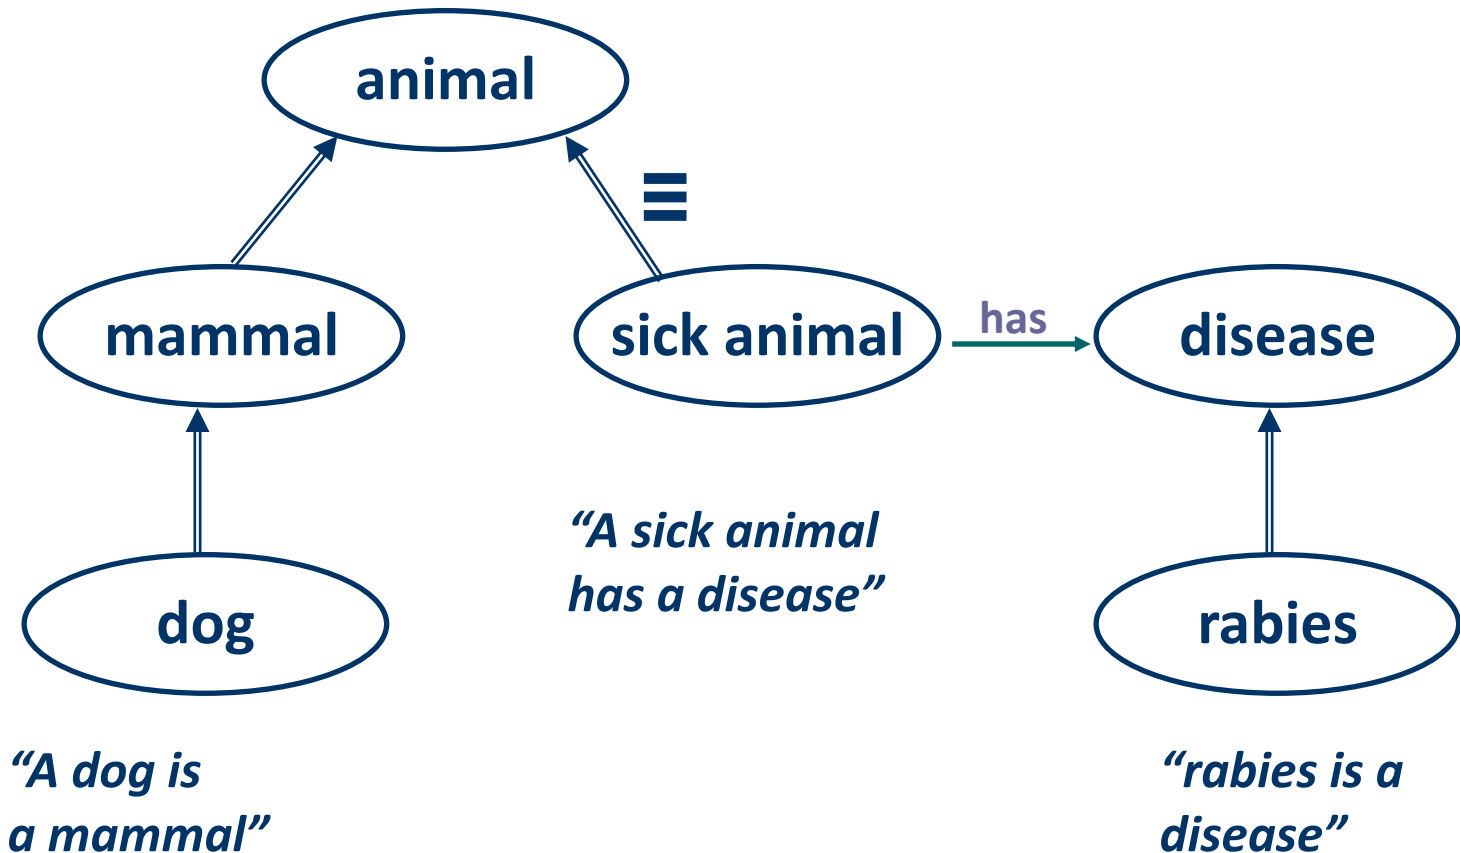 animal
≡
mammal
sick animal
has
disease
“A sick animal
has a disease”
dog
rabies
“A dog is
a mammal”
“rabies is a
disease”